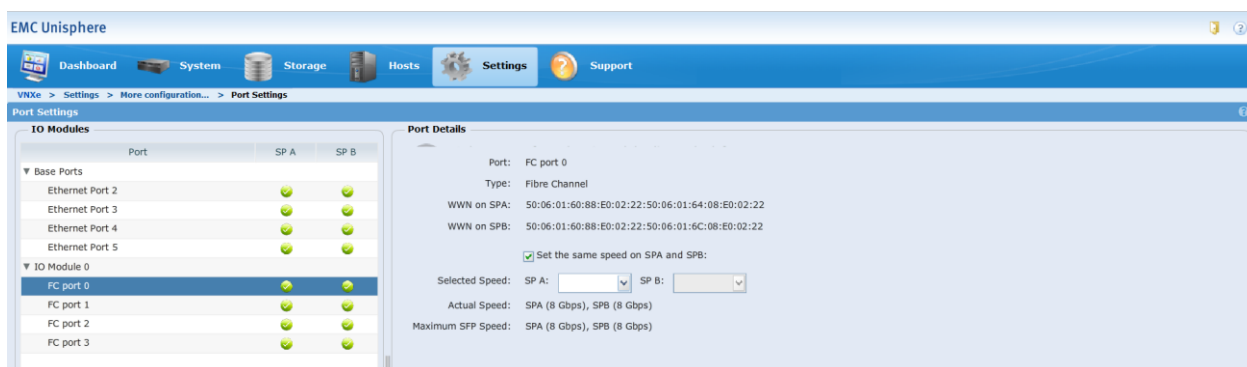 EMC Unisphere
Dashboard System Storage Hosts Settings Support
VNXe > Settings > More configuration... > Port Settings
Port Settings
IO Modules
Port SP A SP B
Base Ports
Ethernet Port 2
Ethernet Port 3
Ethernet Port 4
Ethernet Port 5
IO Module 0
FC port 0
FC port 1
FC port 2
FC port 3
Port Details
Port: FC port 0
Type: Fibre Channel
WWN on SPA: 50:06:01:60:88:E0:02:22:50:06:01:64:08:E0:02:22
WWN on SPB: 50:06:01:60:88:E0:02:22:50:06:01:6C:08:E0:02:22
Set the same speed on SPA and SPB:
Selected Speed: SP A: SP B:
Actual Speed: SPA (8 Gbps), SPB (8 Gbps)
Maximum SFP Speed: SPA (8 Gbps), SPB (8 Gbps)